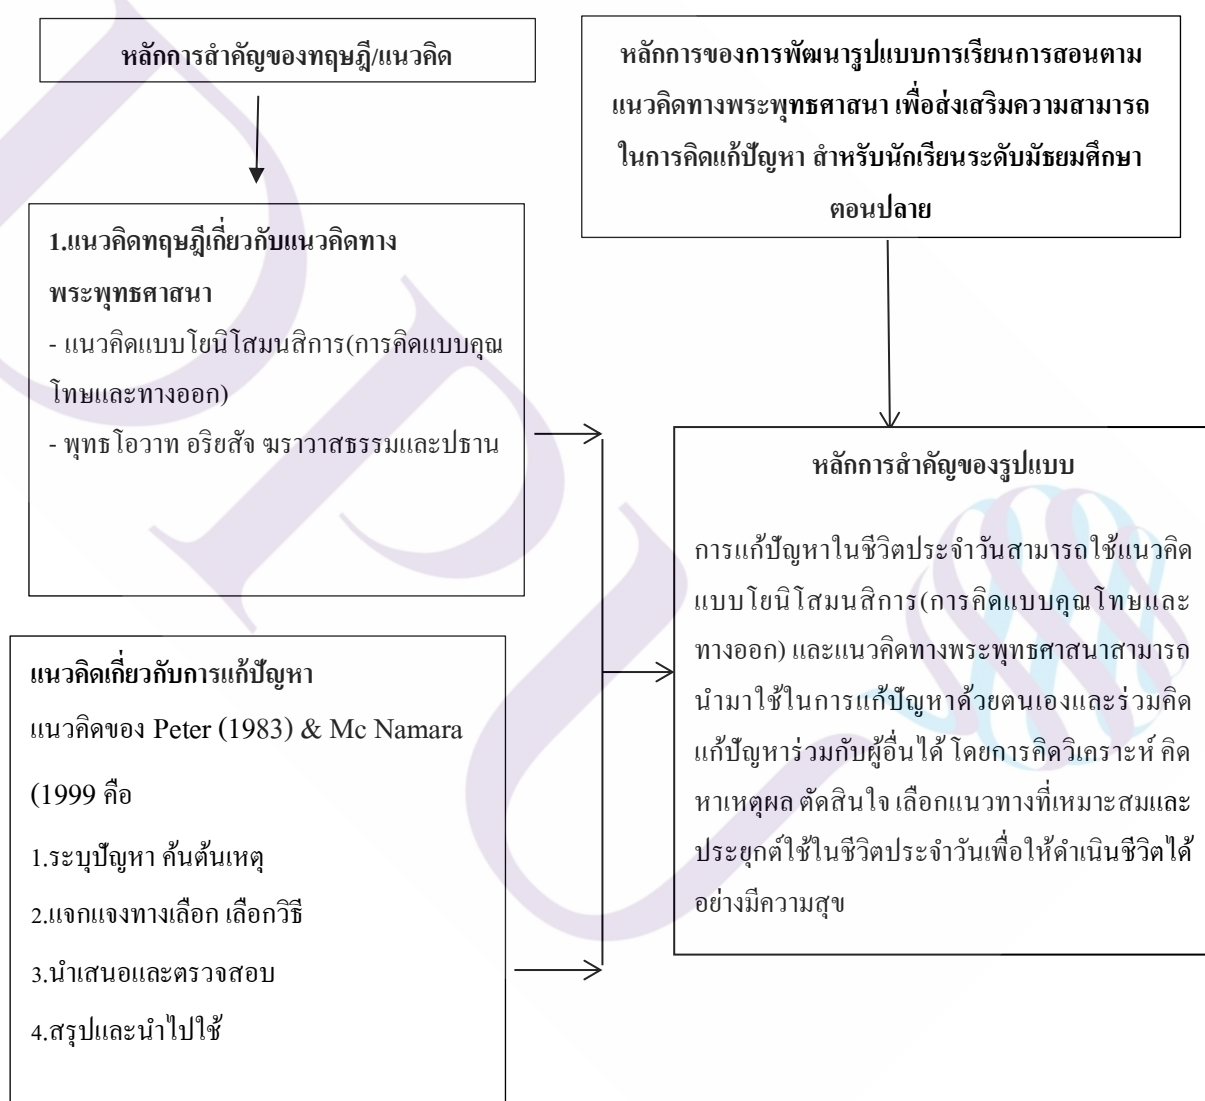 หลักการสำคัญของทฤษฎี/แนวคิด
หลักการของการพัฒนารูปแบบการเรียนการสอนตาม
แนวคิดทางพระพุทธศาสนา เพื่อส่งเสริมความสามารถ
ในการคิดแก้ปัญหา สำหรับนักเรียนระดับมัธยมศึกษา
ตอนปลาย
1.แนวคิดทฤษฎีเกี่ยวกับแนวคิดทาง
พระพุทธศาสนา
- แนวคิดแบบโยนิโสมนสิการ(การคิดแบบคุณ
โทษและทางออก)
- พุทธโอวาท อริยสัจ ฆราวาสธรรมและปธาน
แนวคิดเกี่ยวกับการแก้ปัญหา
แนวคิดของ Peter (1983) & Mc Namara
(1999 คือ
1.ระบุปัญหา ค้นต้นเหตุ
2.แจกแจงทางเลือก เลือกวิธี
3.นำเสนอและตรวจสอบ
4.สรุปและนำไปใช้
หลักการสำคัญของรูปแบบ
การแก้ปัญหาในชีวิตประจำวันสามารถใช้แนวคิด
แบบโยนิโสมนสิการ(การคิดแบบคุณโทษและ
ทางออก) และแนวคิดทางพระพุทธศาสนาสามารถ
นำมาใช้ในการแก้ปัญหาด้วยตนเองและร่วมคิด
แก้ปัญหาร่วมกับผู้อื่นได้ โดยการคิดวิเคราะห์ คิด
หาเหตุผล ตัดสินใจ เลือกแนวทางที่เหมาะสมและ
ประยุกต์ใช้ในชีวิตประจำวันเพื่อให้ดำเนินชีวิตได้
อย่างมีความสุข
DPU